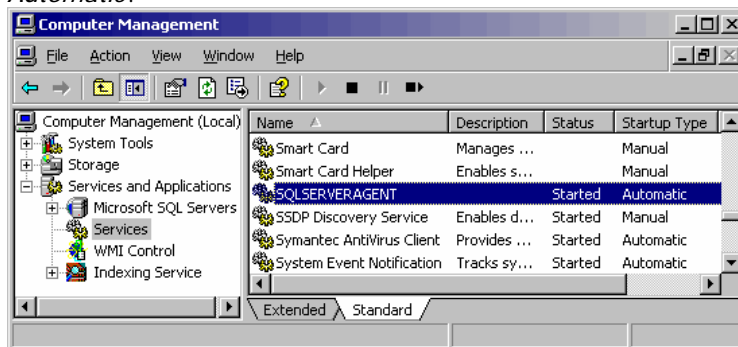 Computer Management
File Action View Window Help
Computer Management (Local)
System Tools
Storage
Services and Applications
Microsoft SQL Servers
Services
WMI Control
Indexing Service
Name Description Status Startup Type
Smart Card Manages ... Manual
Smart Card Helper Enables s... Manual
SQLSERVERAGENT Started Automatic
SSDP Discovery Service Enables d... Started Manual
Symantec AntiVirus Client Provides ... Started Automatic
System Event Notification Tracks sy... Started Automatic
Extended Standard